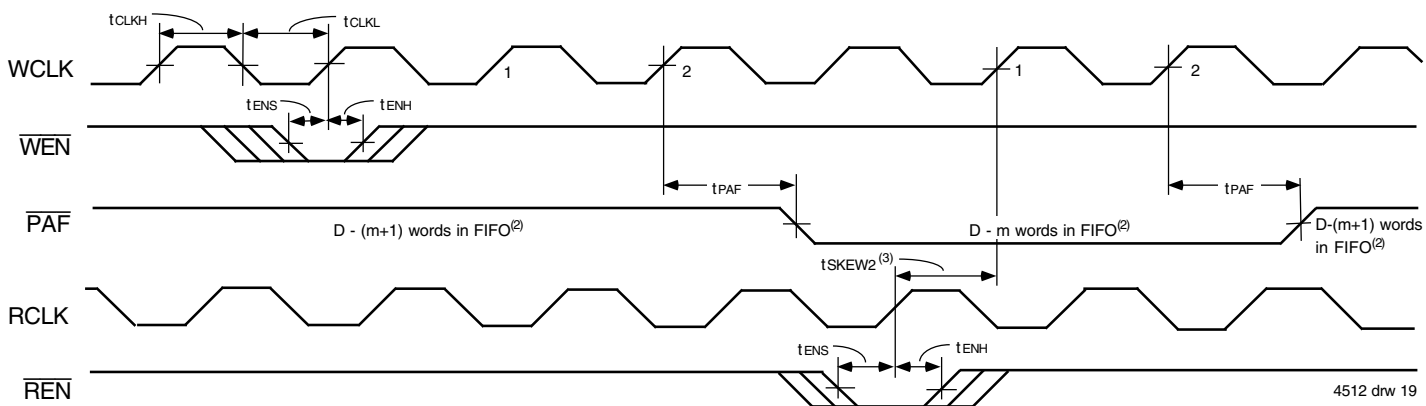 tCLKH
tCLKL
WCLK
1
2
1
2
tENS
tENH
WEN
tPAF
tPAF
PAF
D - (m+1) words in FIFO(2)
D - m words in FIFO(2)
D-(m+1) words
in FIFO(2)
tSKEW2(3)
RCLK
tENS
tENH
REN
4512 drw 19